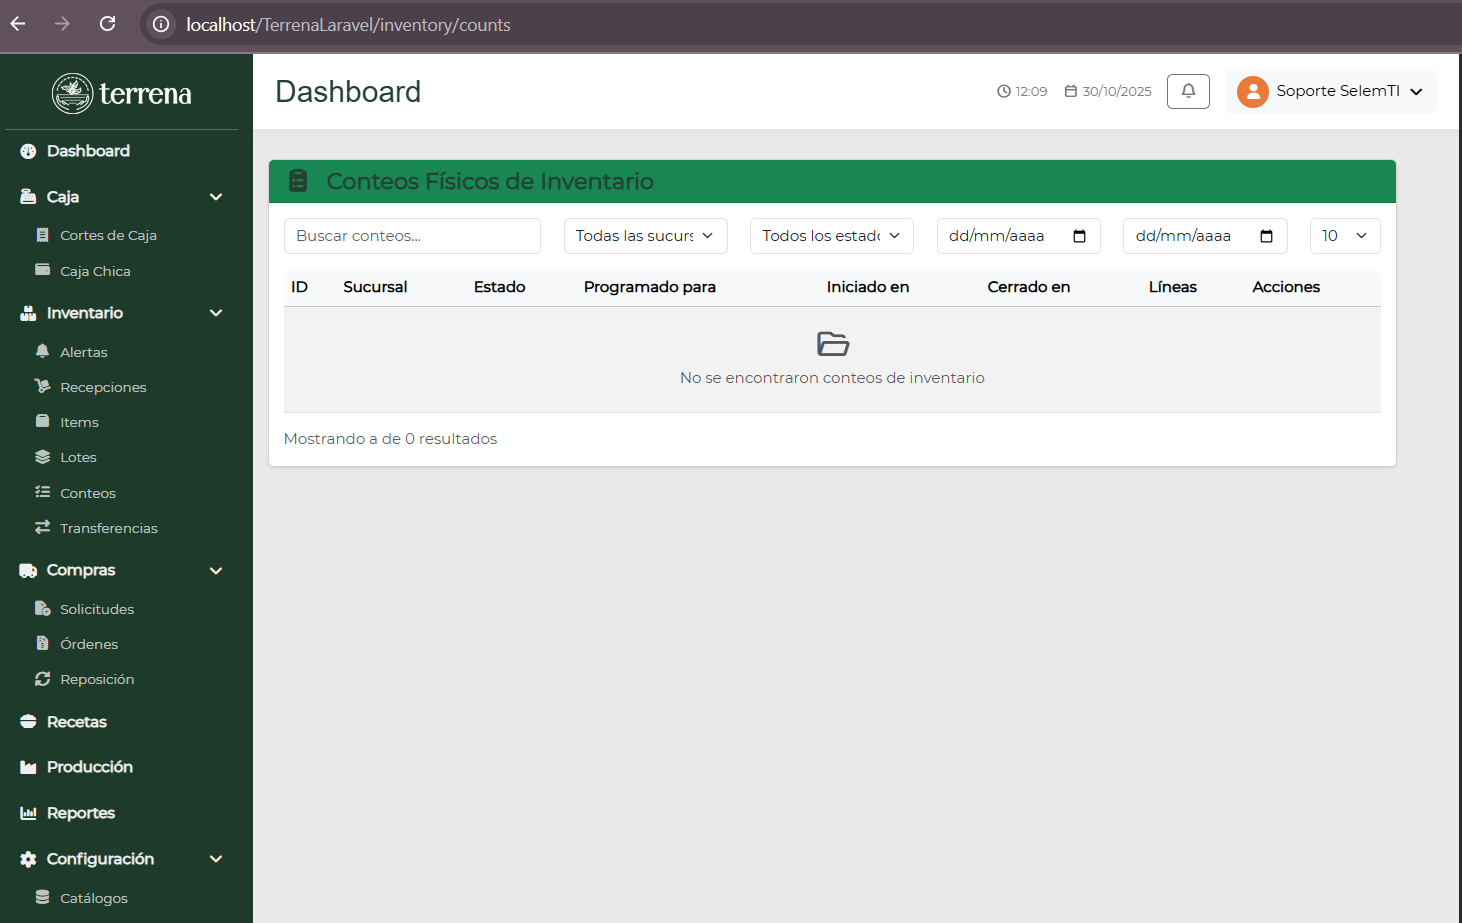 localhost/TerrenaLaravel/inventory/counts
terrena
Dashboard
Caja
Cortes de Caja
Caja Chica
Inventario
Alertas
Recepciones
Items
Lotes
Conteos
Transferencias
Compras
Solicitudes
Órdenes
Reposición
Recetas
Producción
Reportes
Configuración
Catálogos
Dashboard
12:09 30/10/2025 Soporte SelemTI
Conteos Físicos de Inventario
Buscar conteos... Todas las sucurs Todos los estado dd/mm/aaaa dd/mm/aaaa 10
ID Sucursal Estado Programado para Iniciado en Cerrado en Líneas Acciones
No se encontraron conteos de inventario
Mostrando a de 0 resultados